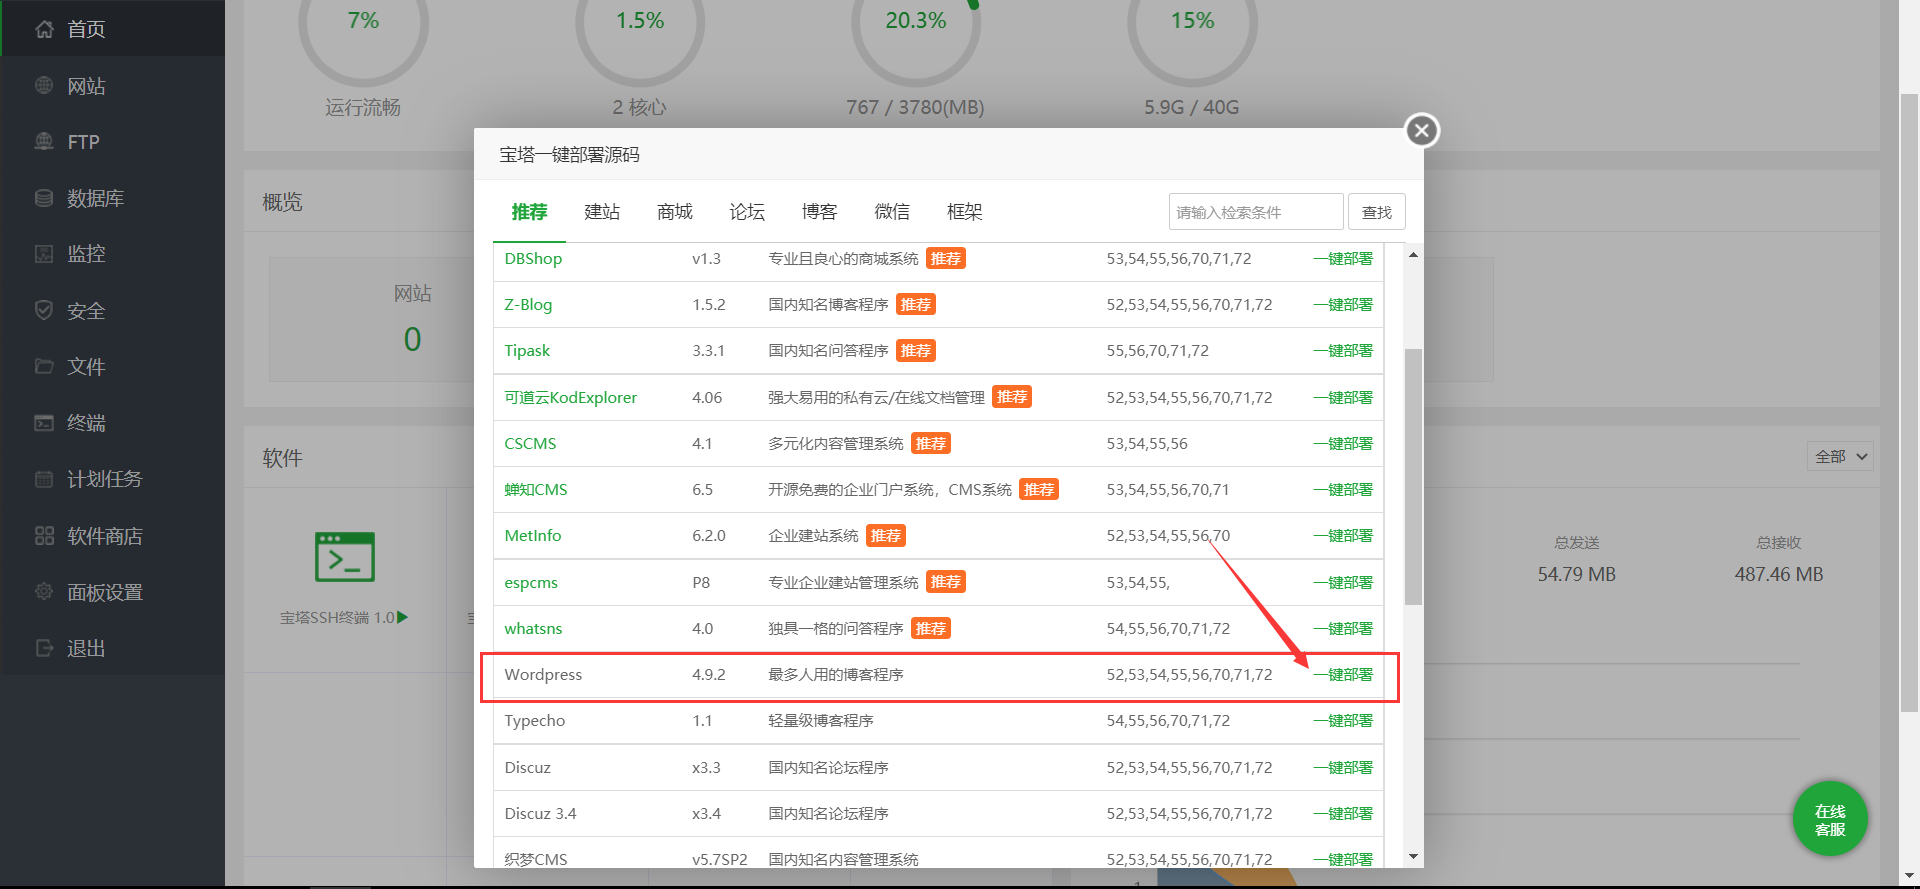 首页
网站
FTP
数据库
监控
安全
文件
终端
计划任务
软件商店
面板设置
退出
7%
1.5%
20.3%
15%
运行流畅
2 核心
767 / 3780(MB)
5.9G / 40G
概览
网站
0
软件
全部
宝塔SSH终端 1.0
总发送
54.79 MB
总接收
487.46 MB
在线
客服
宝塔一键部署源码
推荐 建站 商城 论坛 博客 微信 框架 请输入检索条件 查找
DBShop v1.3 专业且良心的商城系统 推荐 53,54,55,56,70,71,72 一键部署
Z-Blog 1.5.2 国内知名博客程序 推荐 52,53,54,55,56,70,71,72 一键部署
Tipask 3.3.1 国内知名问答程序 推荐 55,56,70,71,72 一键部署
可道云KodExplorer 4.06 强大易用的私有云/在线文档管理 推荐 52,53,54,55,56,70,71,72 一键部署
CSCMS 4.1 多元化内容管理系统 推荐 53,54,55,56 一键部署
蝉知CMS 6.5 开源免费的企业门户系统，CMS系统 推荐 53,54,55,56,70,71 一键部署
MetInfo 6.2.0 企业建站系统 推荐 52,53,54,55,56,70 一键部署
espcms P8 专业企业建站管理系统 推荐 53,54,55, 一键部署
whatsns 4.0 独具一格的问答程序 推荐 54,55,56,70,71,72 一键部署
Wordpress 4.9.2 最多人用的博客程序 52,53,54,55,56,70,71,72 一键部署
Typecho 1.1 轻量级博客程序 54,55,56,70,71,72 一键部署
Discuz x3.3 国内知名论坛程序 52,53,54,55,56,70,71,72 一键部署
Discuz 3.4 x3.4 国内知名论坛程序 52,53,54,55,56,70,71,72 一键部署
织梦CMS v5.7SP2 国内知名内容管理系统 52,53,54,55,56,70,71,72 一键部署